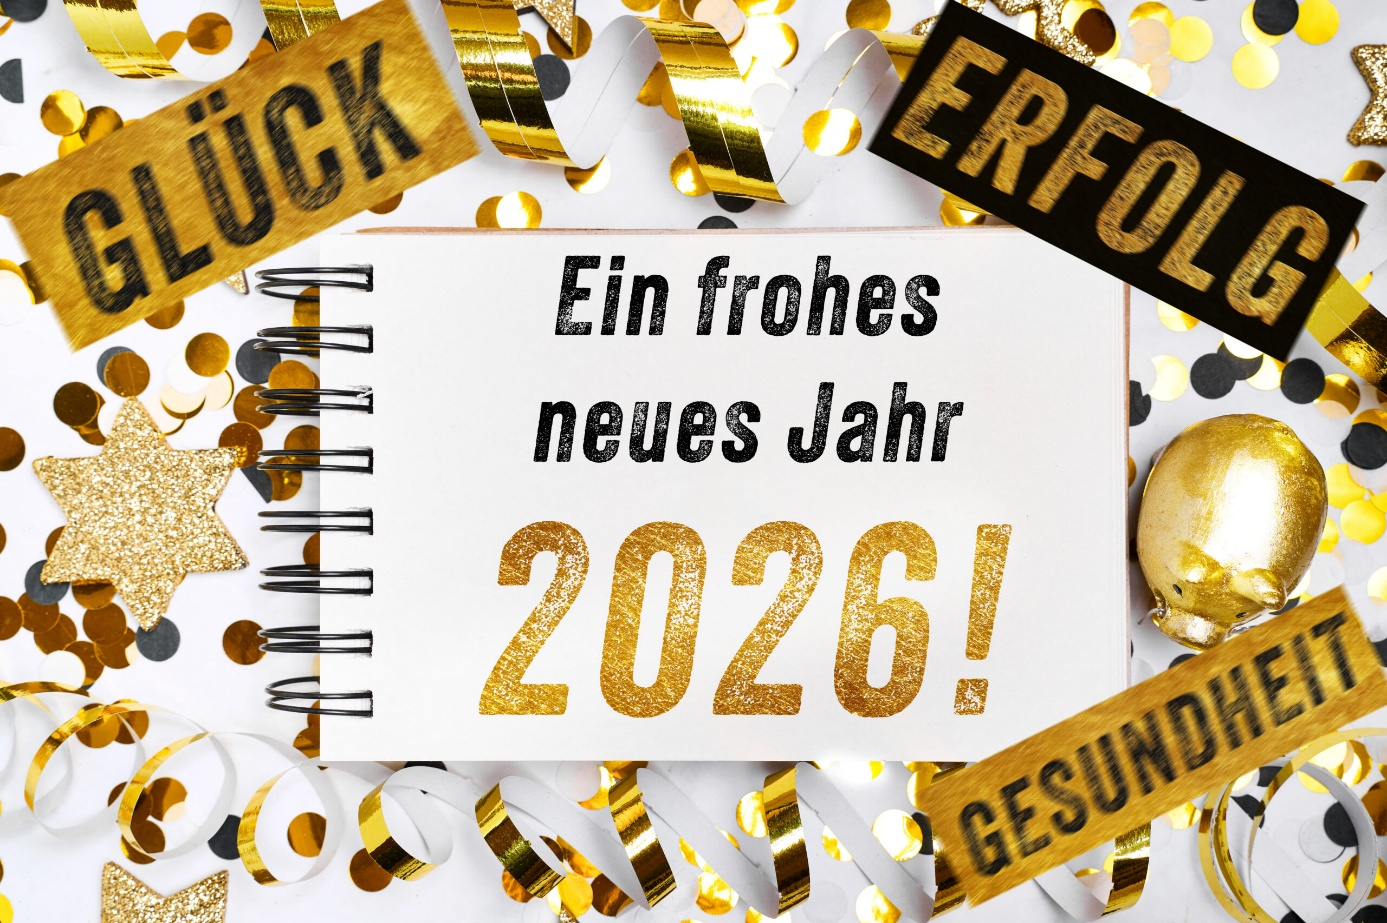 GLÜCK
ERFOLG
Ein frohes
neues Jahr
2026!
GESUNDHEIT